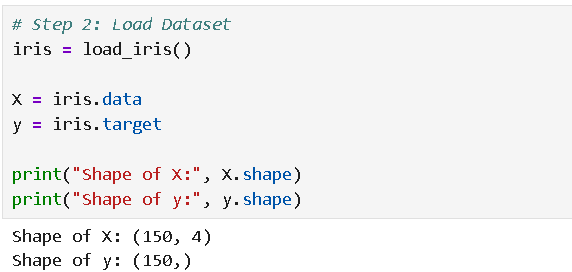 # Step 2: Load Dataset
iris = load_iris()
X = iris.data
y = iris.target
print("Shape of X:", X.shape)
print("Shape of y:", y.shape)
Shape of X: (150, 4)
Shape of y: (150,)